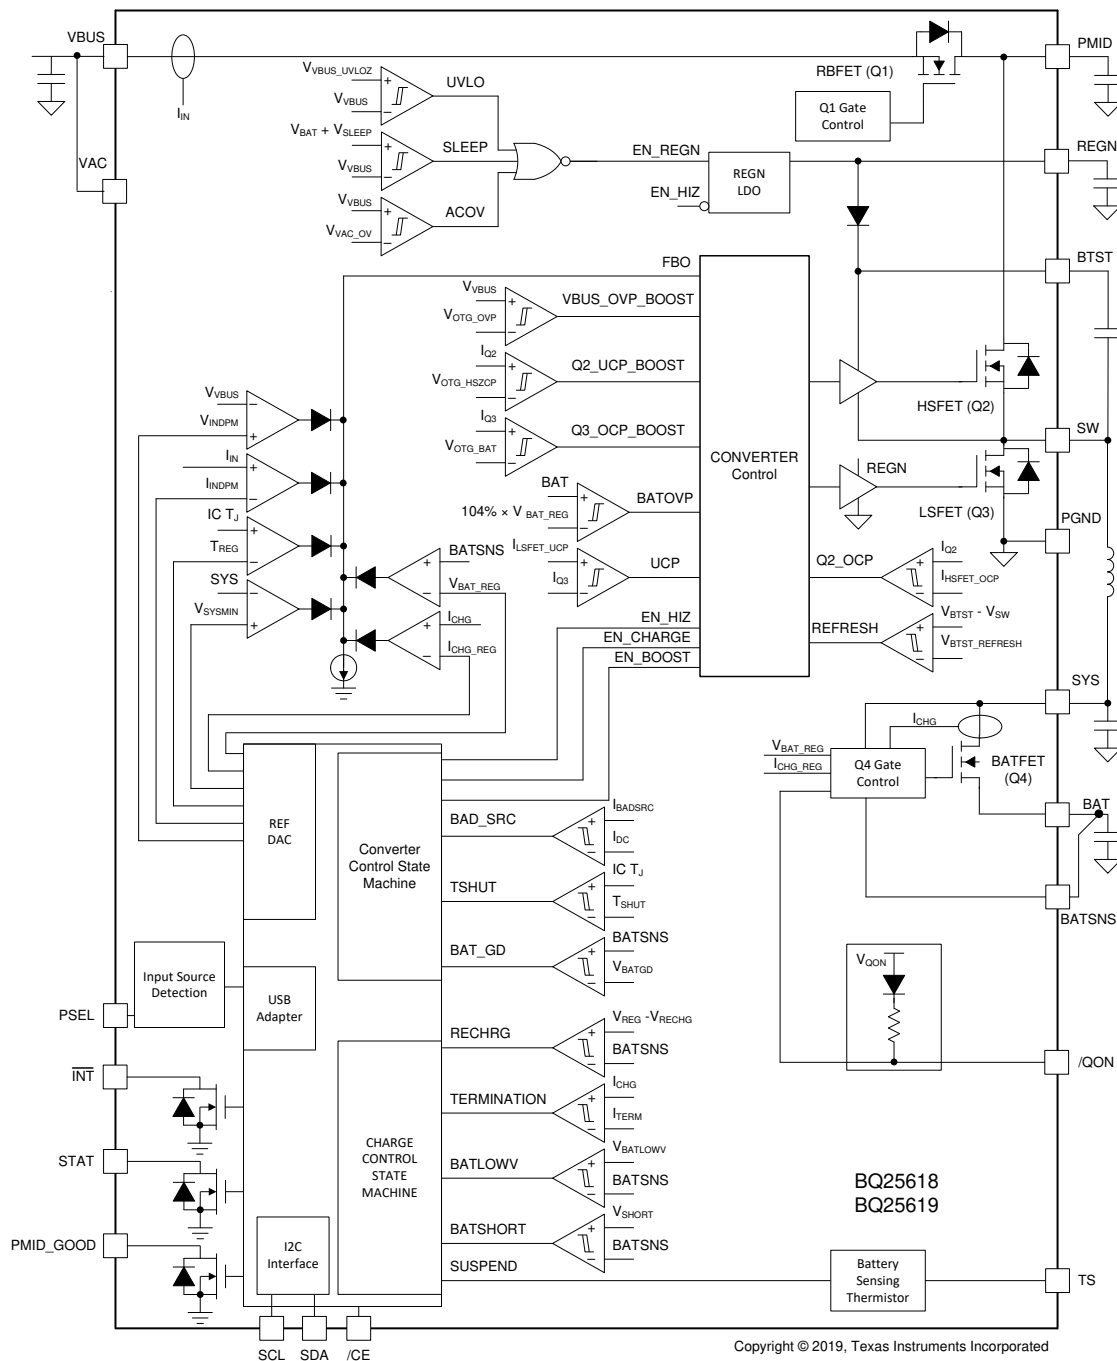 VBUS
PMID
RBFET (Q1)
Q1 Gate
Control
IIN
VAC
VVBUS_UVLOZ
VVBUS
UVLO
VBAT + VSLEEP
VVBUS
SLEEP
VVBUS
VVAC_OV
ACOV
EN_REGN
EN_HIZ
REGN
LDO
REGN
BTST
FBO
VVBUS
VOTG_OVP
VBUS_OVP_BOOST
IQ2
VOTG_HSZCP
Q2_UCP_BOOST
IQ3
VOTG_BAT
Q3_OCP_BOOST
BAT
104% × VBAT_REG
BATOVP
ILSFET_UCP
IQ3
UCP
EN_HIZ
EN_CHARGE
EN_BOOST
CONVERTER
Control
HSFET (Q2)
SW
REGN
LSFET (Q3)
PGND
Q2_OCP
IQ2
IHSFET_OCP
REFRESH
VBTST - VSW
VBTST_REFRESH
VVBUS
VINDPM
IIN
IINDPM
IC TJ
TREG
SYS
VSYSMIN
BATSNS
VBAT_REG
ICHG
ICHG_REG
SYS
ICHG
VBAT_REG
ICHG_REG
Q4 Gate
Control
BATFET
(Q4)
BAT
BATSNS
REF
DAC
Converter
Control State
Machine
BAD_SRC
IBADSRC
IDC
TSHUT
IC TJ
TSHUT
BAT_GD
BATSNS
VBATGD
VQON
/QON
Input Source
Detection
PSEL
USB
Adapter
INT
STAT
PMID_GOOD
CHARGE
CONTROL
STATE
MACHINE
RECHRG
VREG -VRECHG
BATSNS
TERMINATION
ICHG
ITERM
BATLOWV
VBATLOWV
BATSNS
BATSHORT
VSHORT
BATSNS
SUSPEND
I2C
Interface
BQ25618
BQ25619
Battery
Sensing
Thermistor
TS
SCL
SDA
/CE
Copyright © 2019, Texas Instruments Incorporated